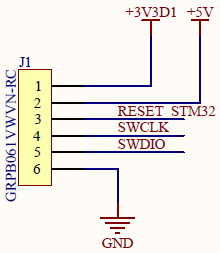 +3V3D1
+5V
J1
1
2
3
RESET_STM32
4
SWCLK
5
SWDIO
6
GRPB061VWVN-RC
GND